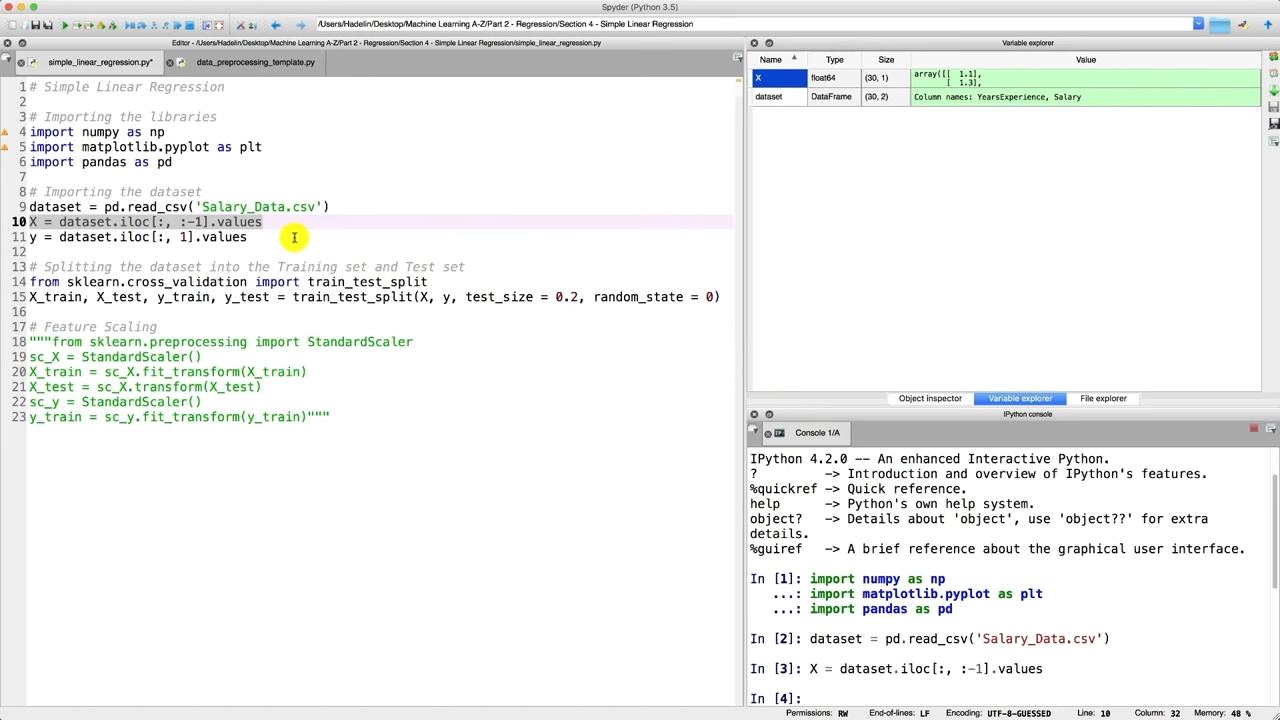 Spyder (Python 3.5)
/Users/Hadelin/Desktop/Machine Learning A-Z/Part 2 - Regression/Section 4 - Simple Linear Regression
Editor - /Users/Hadelin/Desktop/Machine Learning A-Z/Part 2 - Regression/Section 4 - Simple Linear Regression/simple_linear_regression.py
simple_linear_regression.py*
data_preprocessing_template.py
1 # Simple Linear Regression
2
3 # Importing the libraries
4 import numpy as np
5 import matplotlib.pyplot as plt
6 import pandas as pd
7
8 # Importing the dataset
9 dataset = pd.read_csv('Salary_Data.csv')
10 X = dataset.iloc[:, :-1].values
11 y = dataset.iloc[:, 1].values
12
13 # Splitting the dataset into the Training set and Test set
14 from sklearn.cross_validation import train_test_split
15 X_train, X_test, y_train, y_test = train_test_split(X, y, test_size = 0.2, random_state = 0)
16
17 # Feature Scaling
18 """from sklearn.preprocessing import StandardScaler
19 sc_X = StandardScaler()
20 X_train = sc_X.fit_transform(X_train)
21 X_test = sc_X.transform(X_test)
22 sc_y = StandardScaler()
23 y_train = sc_y.fit_transform(y_train)"""
Variable explorer
Name Type Size Value
X float64 (30, 1) array([[ 1.1],
[ 1.3],
dataset DataFrame (30, 2) Column names: YearsExperience, Salary
Object inspector Variable explorer File explorer
IPython console
Console 1/A
IPython 4.2.0 -- An enhanced Interactive Python.
? -> Introduction and overview of IPython's features.
%quickref -> Quick reference.
help -> Python's own help system.
object? -> Details about 'object', use 'object??' for extra
details.
%guiref -> A brief reference about the graphical user interface.
In [1]: import numpy as np
...: import matplotlib.pyplot as plt
...: import pandas as pd
In [2]: dataset = pd.read_csv('Salary_Data.csv')
In [3]: X = dataset.iloc[:, :-1].values
In [4]:
Permissions: RW End-of-lines: LF Encoding: UTF-8-GUESSED Line: 10 Column: 32 Memory: 48 %